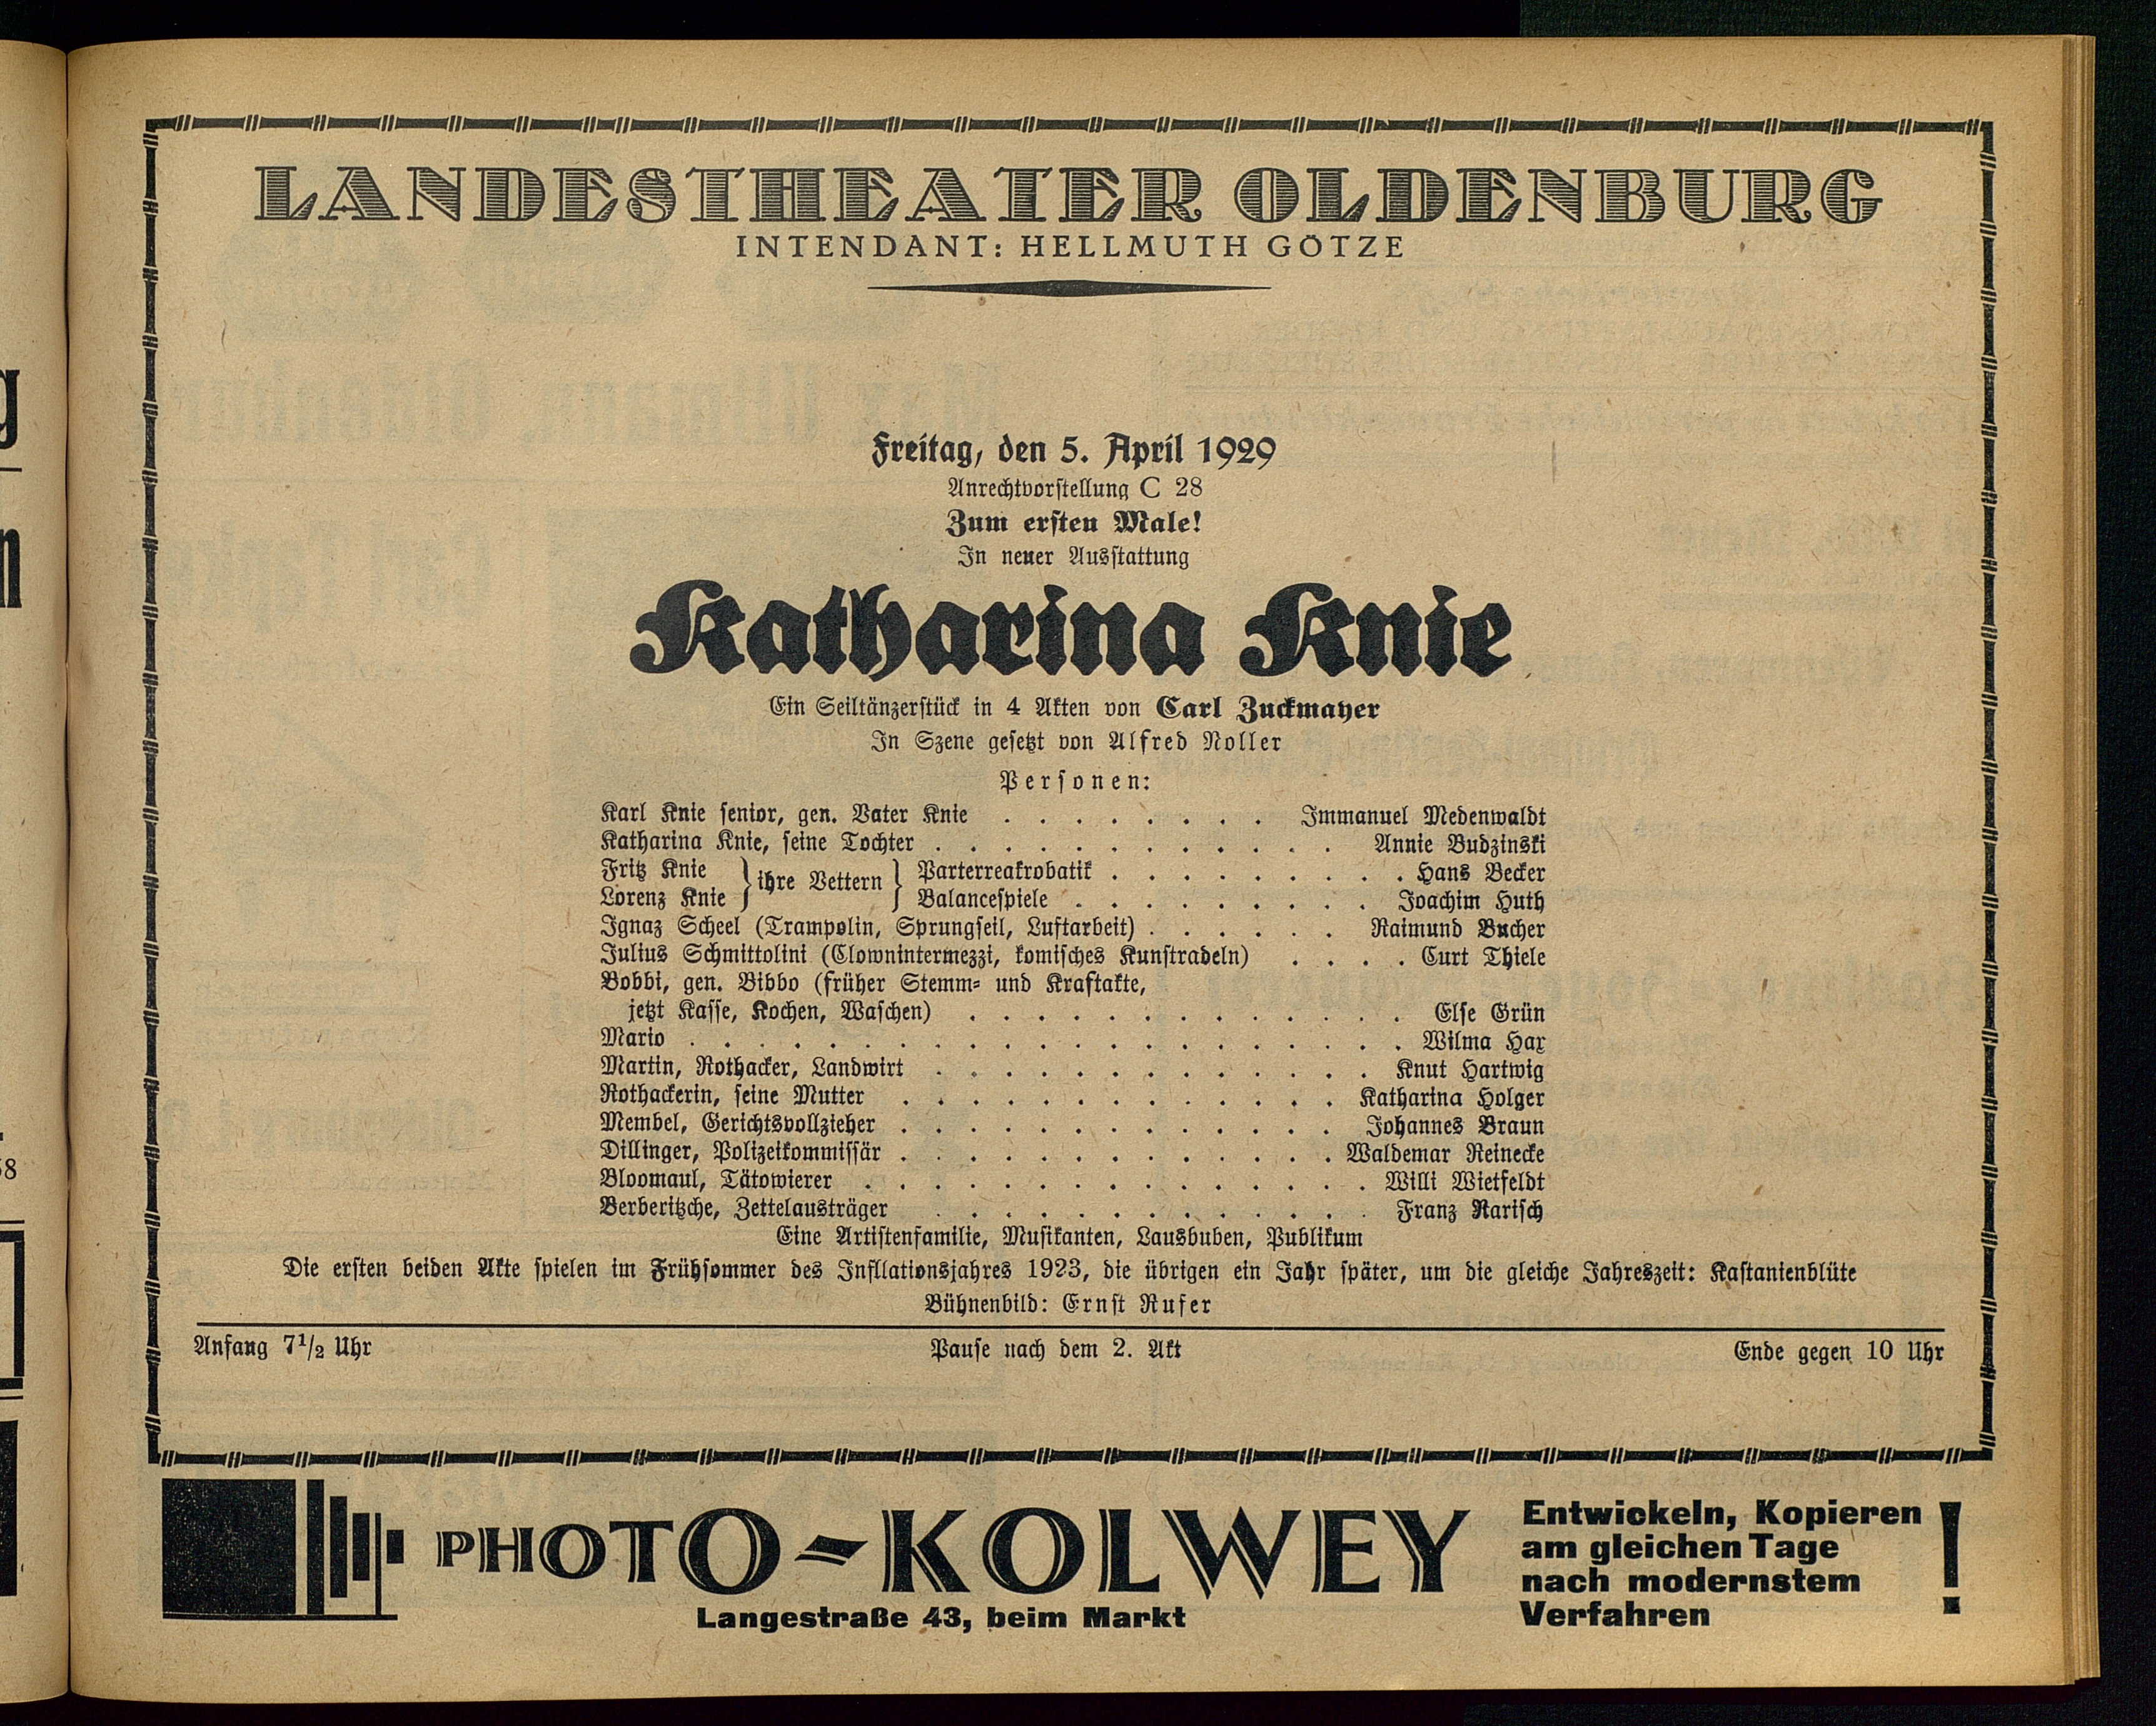 LANDESTHEATER OLDENBURG
INTENDANT: HELLMUTH GÖTZE
Freitag, den 5. April 1929
Anrechtvorstellung C 28
Zum ersten Male!
In neuer Ausstattung
Katharina Knie
Ein Seiltänzerstück in 4 Akten von Carl Zuckmayer
In Szene gesetzt von Alfred Noller
Personen:
Karl Knie senior, gen. Vater Knie . . . . . . . . Immanuel Medenwaldt
Katharina Knie, seine Tochter . . . . . . . . . . . . Annie Budzinski
Fritz Knie } ihre Vettern { Parterreakrobatik . . . . . . . . . Hans Becker
Lorenz Knie } ihre Vettern { Balancespiele . . . . . . . . . Joachim Huth
Ignaz Scheel (Trampolin, Sprungseil, Luftarbeit) . . . . . . Raimund Bucher
Julius Schmittolini (Clownintermezzi, komisches Kunstradeln) . . . . Curt Thiele
Bobbi, gen. Bibbo (früher Stemm- und Kraftakte,
jetzt Kasse, Kochen, Waschen) . . . . . . . . . . . . . Else Grün
Mario . . . . . . . . . . . . . . . . . . . . . Wilma Hax
Martin, Rothacker, Landwirt . . . . . . . . . . . . . Knut Hartwig
Rothackerin, seine Mutter . . . . . . . . . . . . . Katharina Holger
Membel, Gerichtsvollzieher . . . . . . . . . . . . . Johannes Braun
Dillinger, Polizeikommissär . . . . . . . . . . . . . Waldemar Reinecke
Bloomaul, Tätowierer . . . . . . . . . . . . . . . Willi Wietfeldt
Berberitzche, Zettelausträger . . . . . . . . . . . . . Franz Rarisch
Eine Artistenfamilie, Musikanten, Lausbuben, Publikum
Die ersten beiden Akte spielen im Frühsommer des Infllationsjahres 1923, die übrigen ein Jahr später, um die gleiche Jahreszeit: Kastanienblüte
Bühnenbild: Ernst Rufer
Anfang 7 1/2 Uhr Pause nach dem 2. Akt Ende gegen 10 Uhr
PHOTO-KOLWEY
Langestraße 43, beim Markt
Entwickeln, Kopieren
am gleichen Tage
nach modernstem
Verfahren !